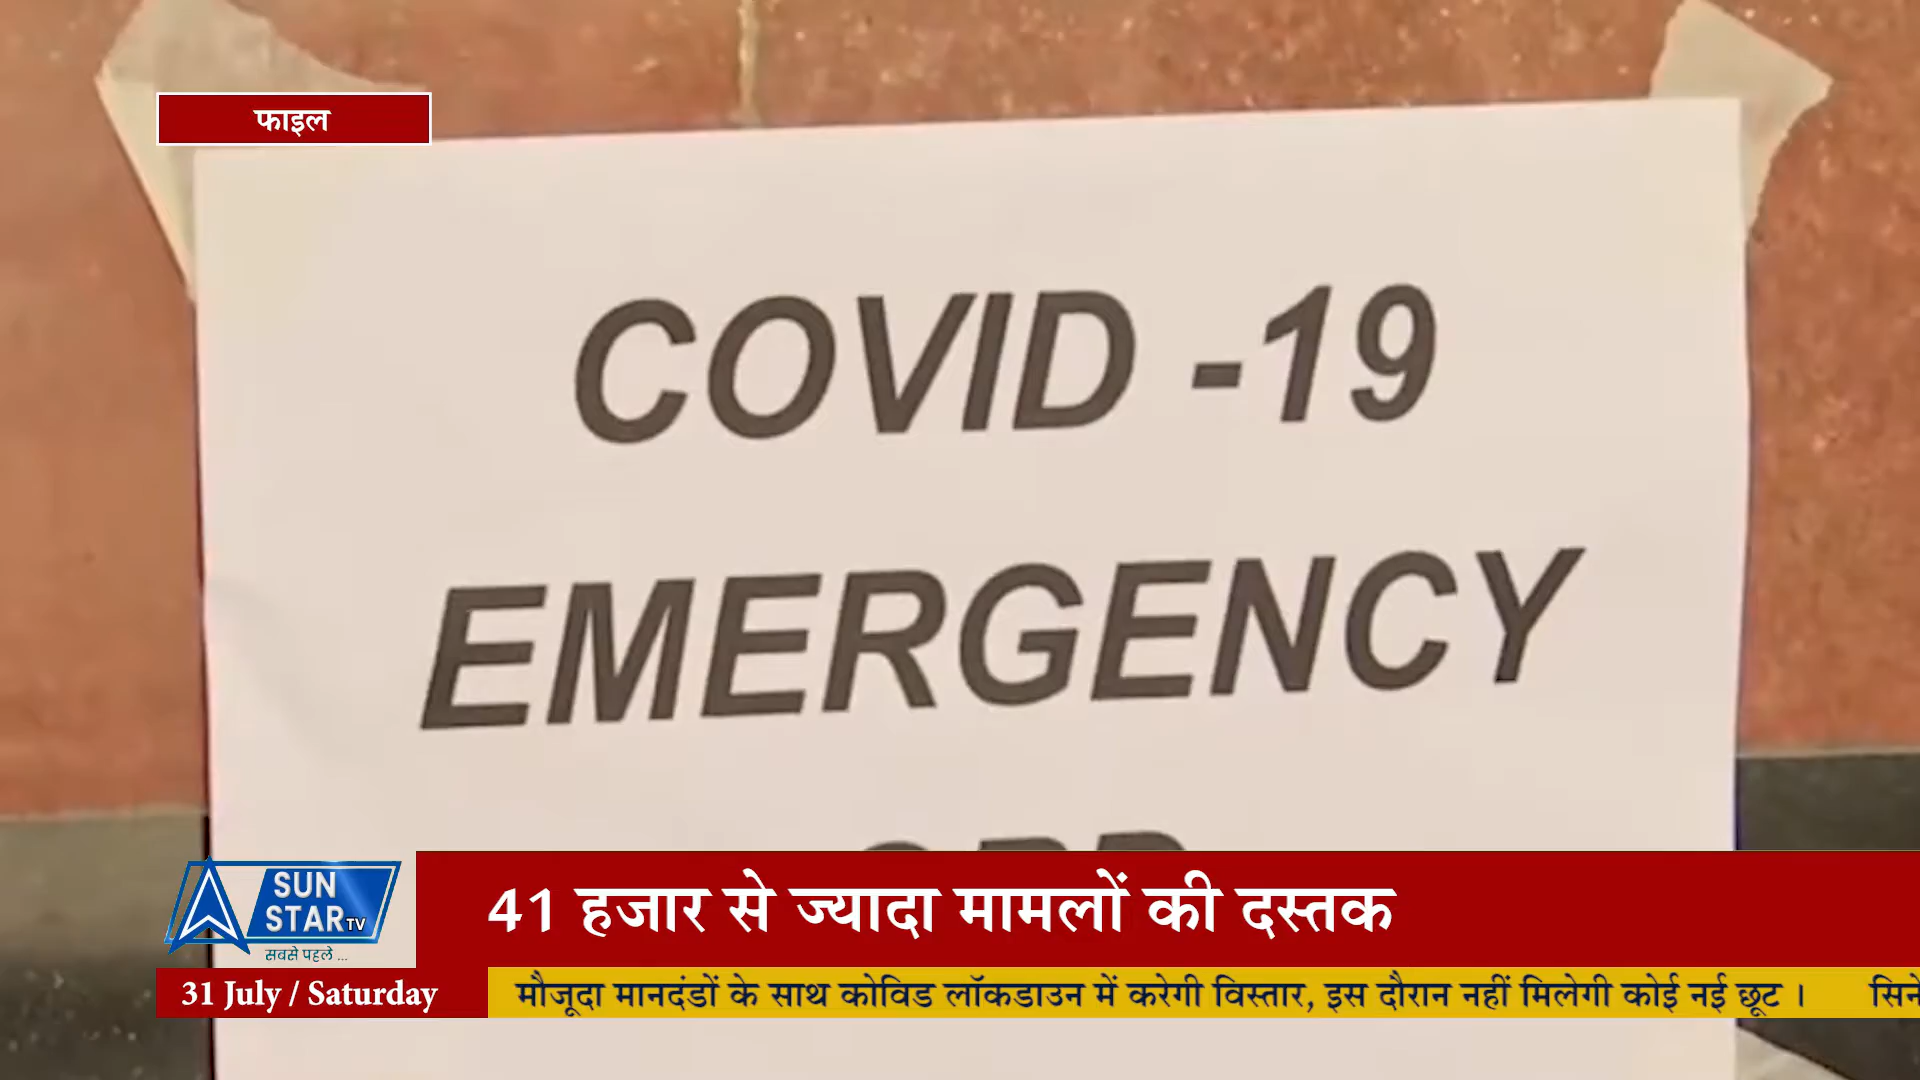 फाइल
COVID -19
EMERGENCY
SUN
STAR TV
सबसे पहले ...
41 हजार से ज्यादा मामलों की दस्तक
31 July / Saturday
मौजूदा मानदंडों के साथ कोविड लॉकडाउन में करेगी विस्तार, इस दौरान नहीं मिलेगी कोई नई छूट ।